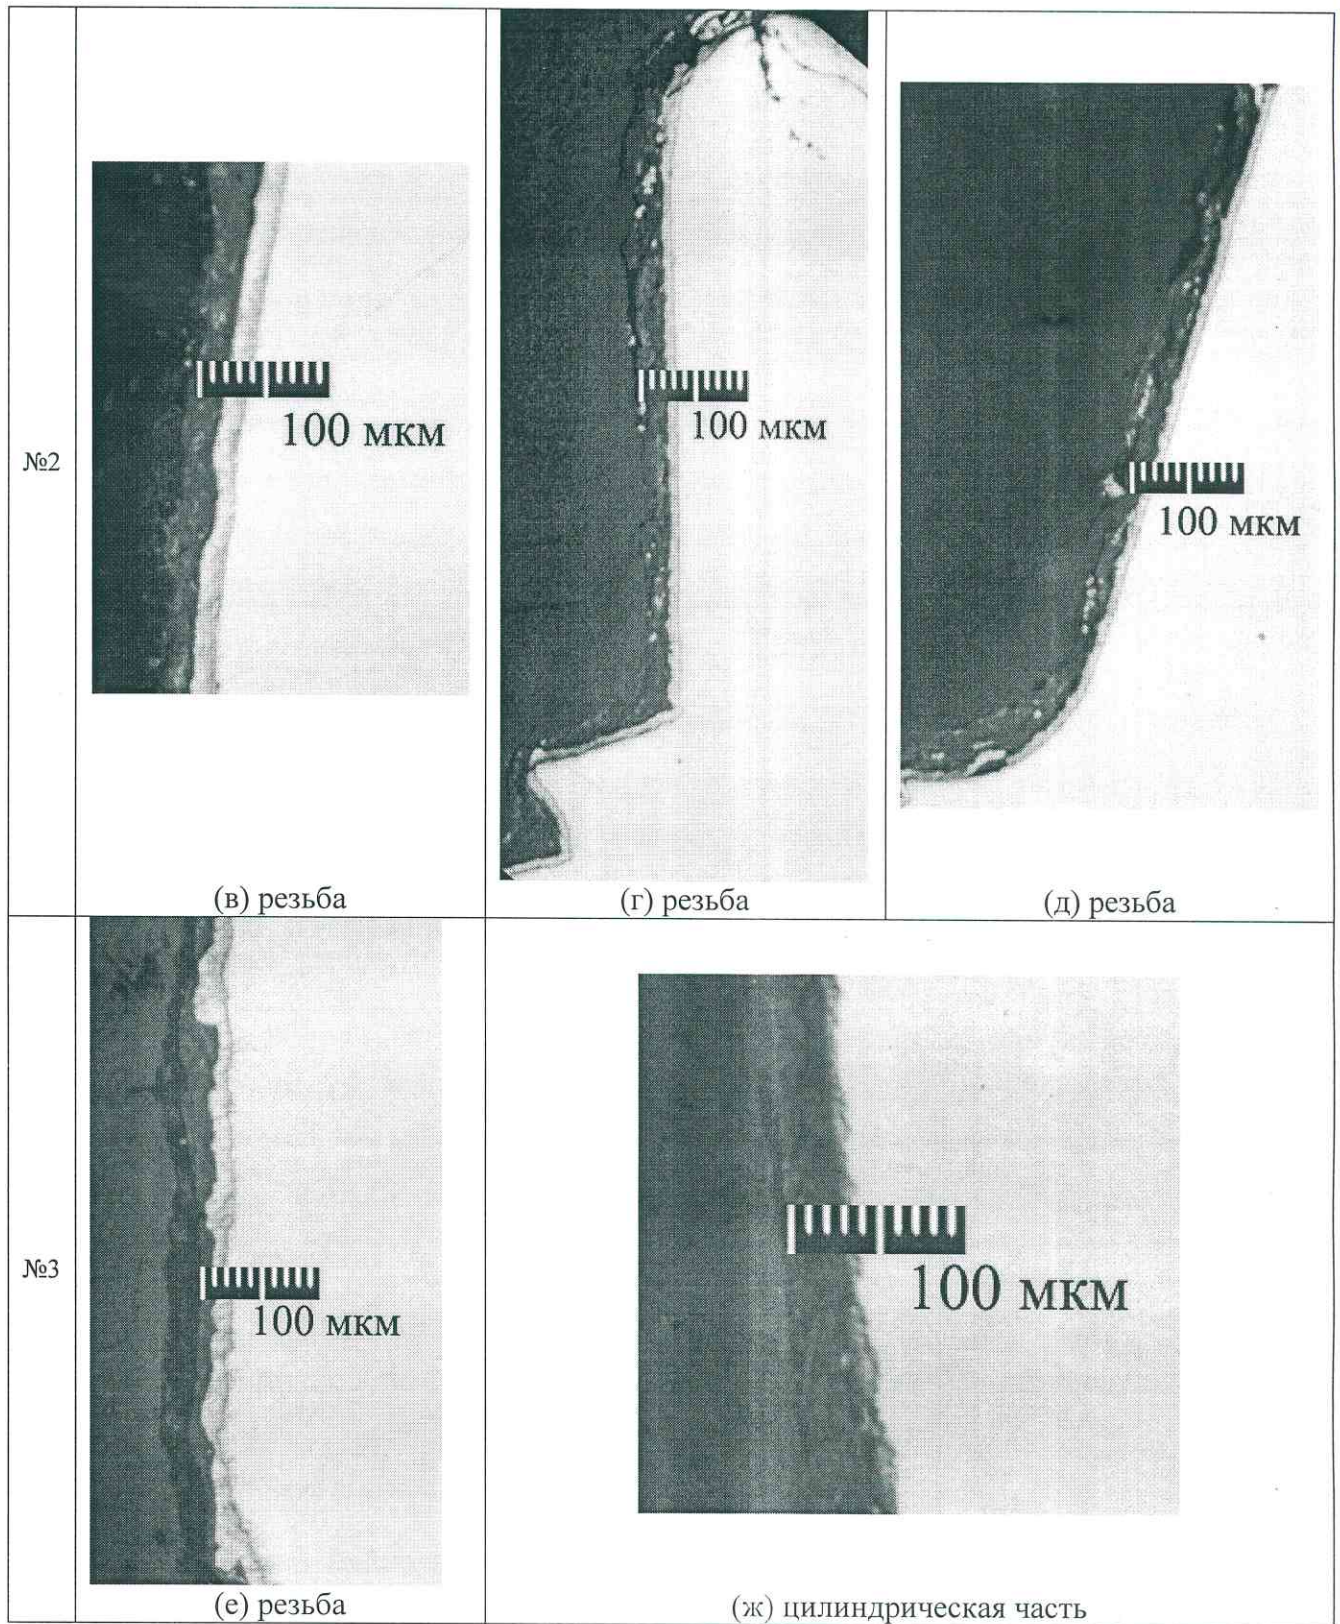 №2
100 мкм
100 мкм
100 мкм
(в) резьба
(г) резьба
(д) резьба
№3
100 мкм
100 мкм
(е) резьба
(ж) цилиндрическая часть